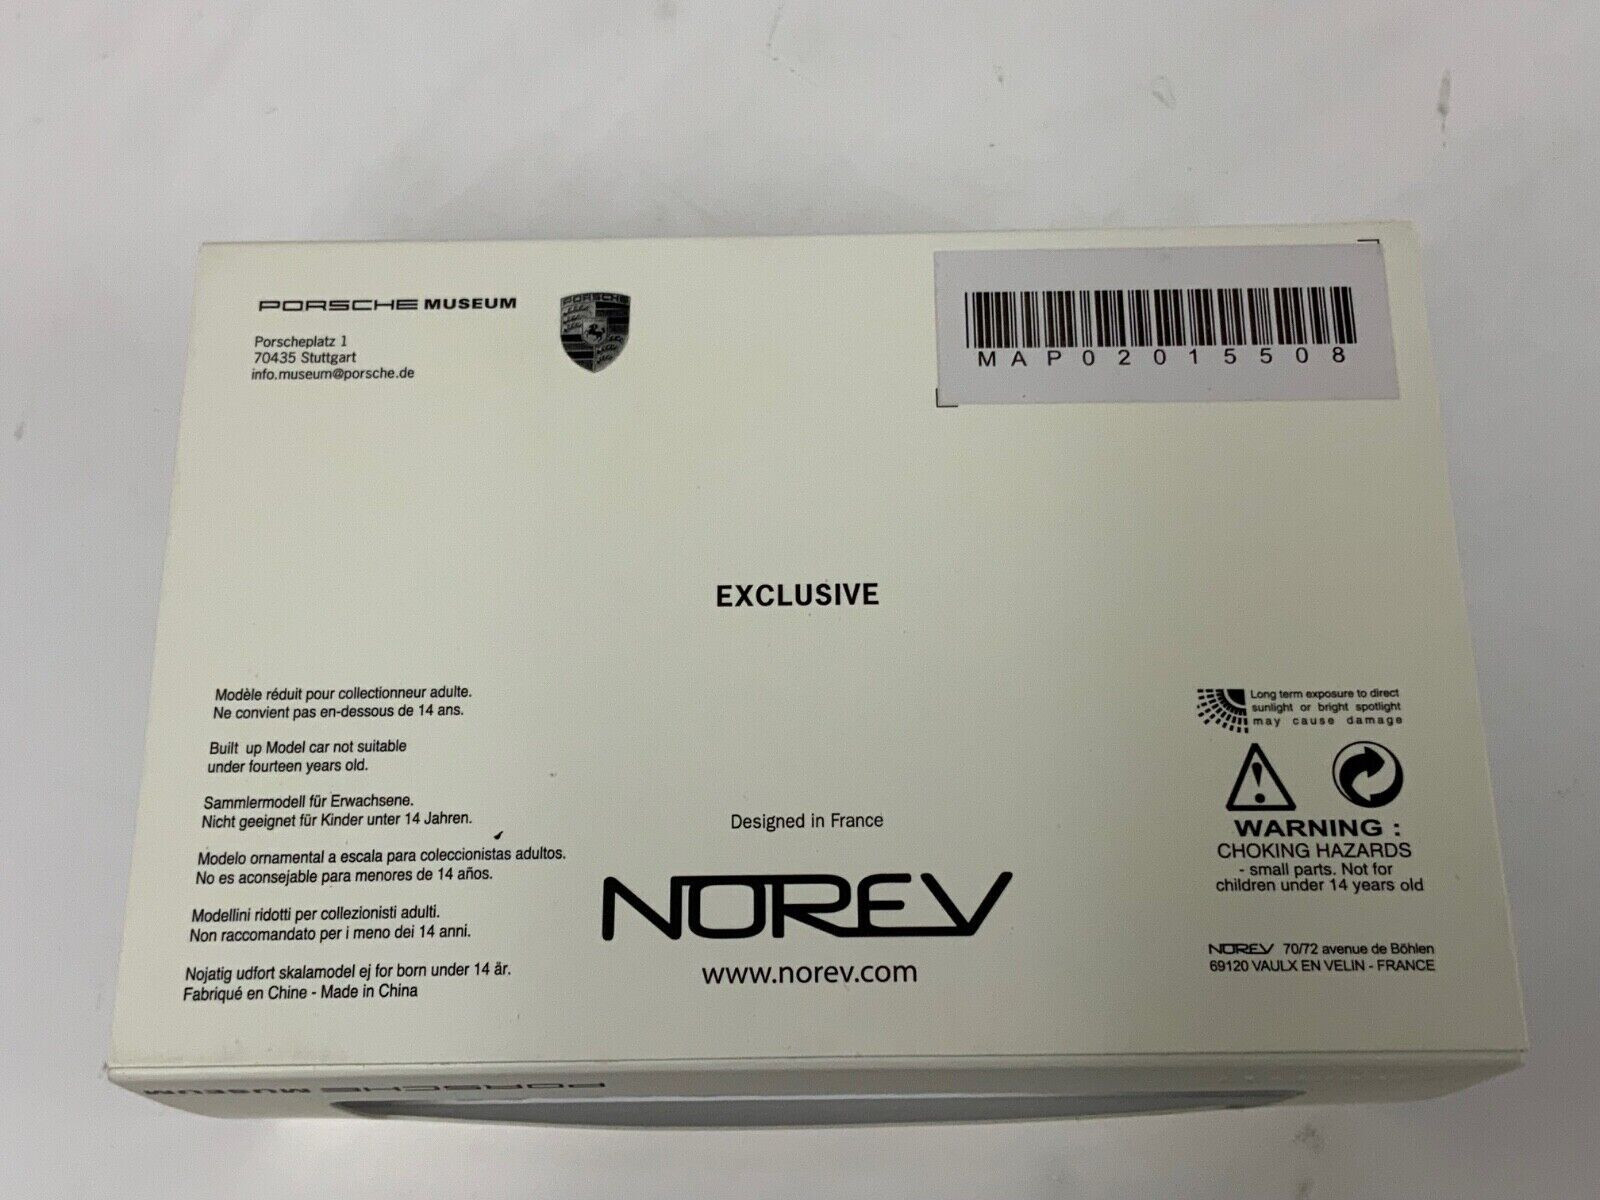 PORSCHE MUSEUM
PORSCHE
Porscheplatz 1
70435 Stuttgart
info.museum@porsche.de
MAP02015508
EXCLUSIVE
Modèle réduit pour collectionneur adulte.
Ne convient pas en-dessous de 14 ans.
Built up Model car not suitable
under fourteen years old.
Sammlermodell für Erwachsene.
Nicht geeignet für Kinder unter 14 Jahren.
Modelo ornamental a escala para coleccionistas adultos.
No es aconsejable para menores de 14 años.
Modellini ridotti per collezionisti adulti.
Non raccomandato per i meno dei 14 anni.
Nojatig udfort skalamodel ej for born under 14 är.
Fabriqué en Chine - Made in China
Designed in France
NOREV
www.norev.com
Long term exposure to direct
sunlight or bright spotlight
may cause damage
WARNING :
CHOKING HAZARDS
- small parts. Not for
children under 14 years old
NOREV 70/72 avenue de Böhlen
69120 VAULX EN VELIN - FRANCE
PORSCHE MUSEUM